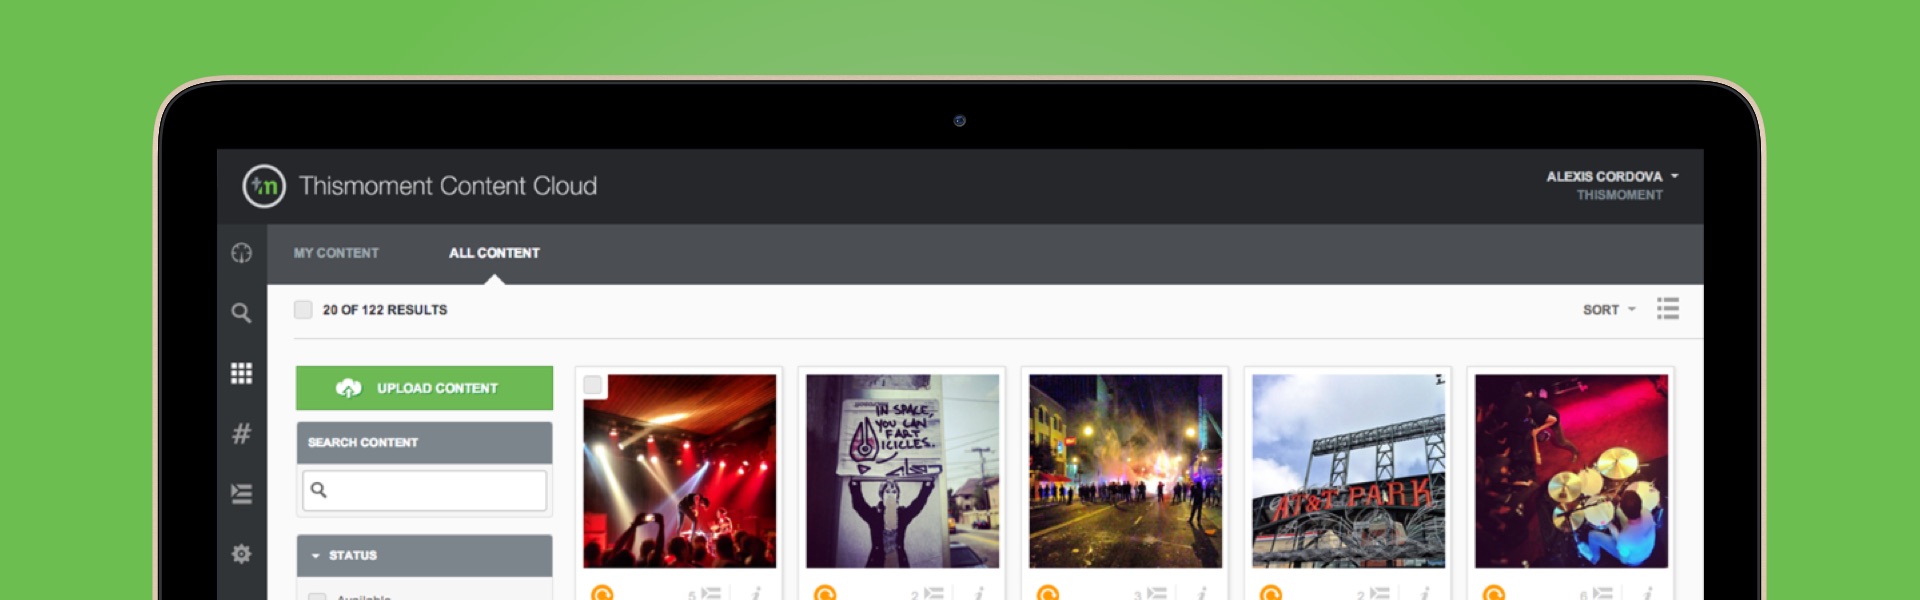 tm Thismoment Content Cloud
ALEXIS CORDOVA
THISMOMENT
MY CONTENT ALL CONTENT
20 OF 122 RESULTS
SORT
UPLOAD CONTENT
SEARCH CONTENT
STATUS
Available
IN SPACE,
YOU CAN
FART
ICICLES.
AT&T PARK
5 i 2 i 3 i 2 i 6 i